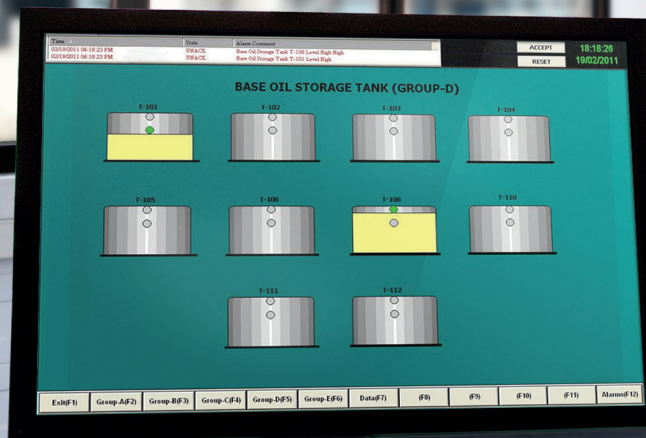 Time State Alarm Comment
02/19/2011 06:18:23 PM UNACK Base Oil Storage Tank T-108 Level High High
02/19/2011 06:18:23 PM UNACK Base Oil Storage Tank T-101 Level High
ACCEPT 18:18:26
RESET 19/02/2011
BASE OIL STORAGE TANK (GROUP-D)
T-101 T-102 T-103 T-104
T-105 T-106 T-108 T-110
T-111 T-112
Exit(F1) Group-A(F2) Group-B(F3) Group-C(F4) Group-D(F5) Group-E(F6) Data(F7) (F8) (F9) (F10) (F11) Alarms(F12)